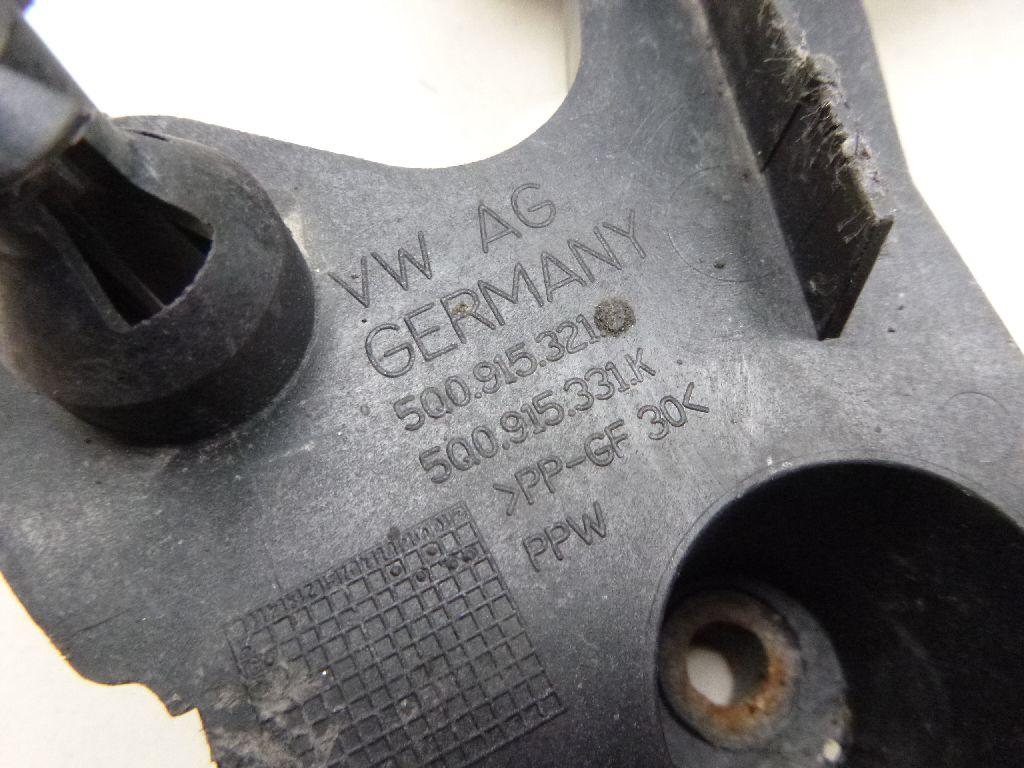 VW AG
GERMANY
5Q0.915.321
5Q0.915.331.K
>PP-GF 30<
PPW